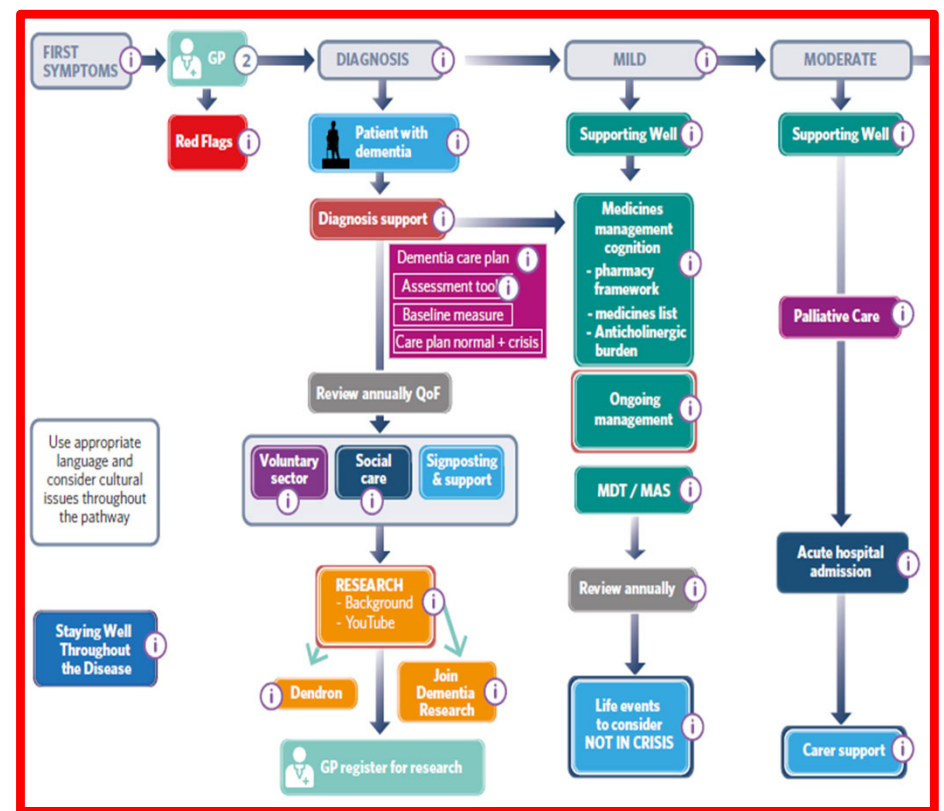 FIRST
SYMPTOMS
i
GP
2
DIAGNOSIS
i
MILD
i
MODERATE
Red Flags
i
Patient with
dementia
i
Supporting Well
i
Supporting Well
i
Diagnosis support
i
Dementia care plan
i
Assessment tool
i
Baseline measure
Care plan normal + crisis
Medicines
management
cognition
- pharmacy
framework
- medicines list
- Anticholinergic
burden
i
Palliative Care
i
Review annually QoF
Ongoing
management
i
Use appropriate
language and
consider cultural
issues throughout
the pathway
Voluntary
sector
i
Social
care
i
Signposting
& support
MDT / MAS
i
Acute hospital
admission
i
RESEARCH
- Background
- YouTube
i
Review annually
i
Staying Well
Throughout
the Disease
i
i
Dendron
Join
Dementia
Research
i
Life events
to consider
NOT IN CRISIS
i
Carer support
i
GP register for research